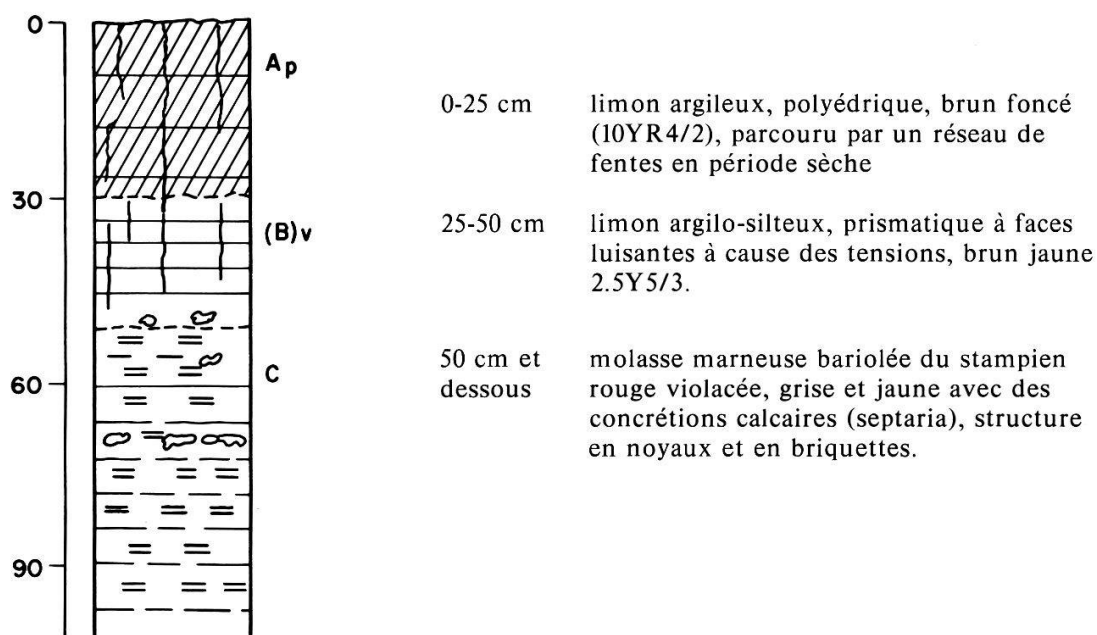 0
Ap
30
(B)v
60
C
90
0-25 cm limon argileux, polyédrique, brun foncé
(10YR4/2), parcouru par un réseau de
fentes en période sèche
25-50 cm limon argilo-silteux, prismatique à faces
luisantes à cause des tensions, brun jaune
2.5Y5/3.
50 cm et molasse marneuse bariolée du stampien
dessous rouge violacée, grise et jaune avec des
concrétions calcaires (septaria), structure
en noyaux et en briquettes.